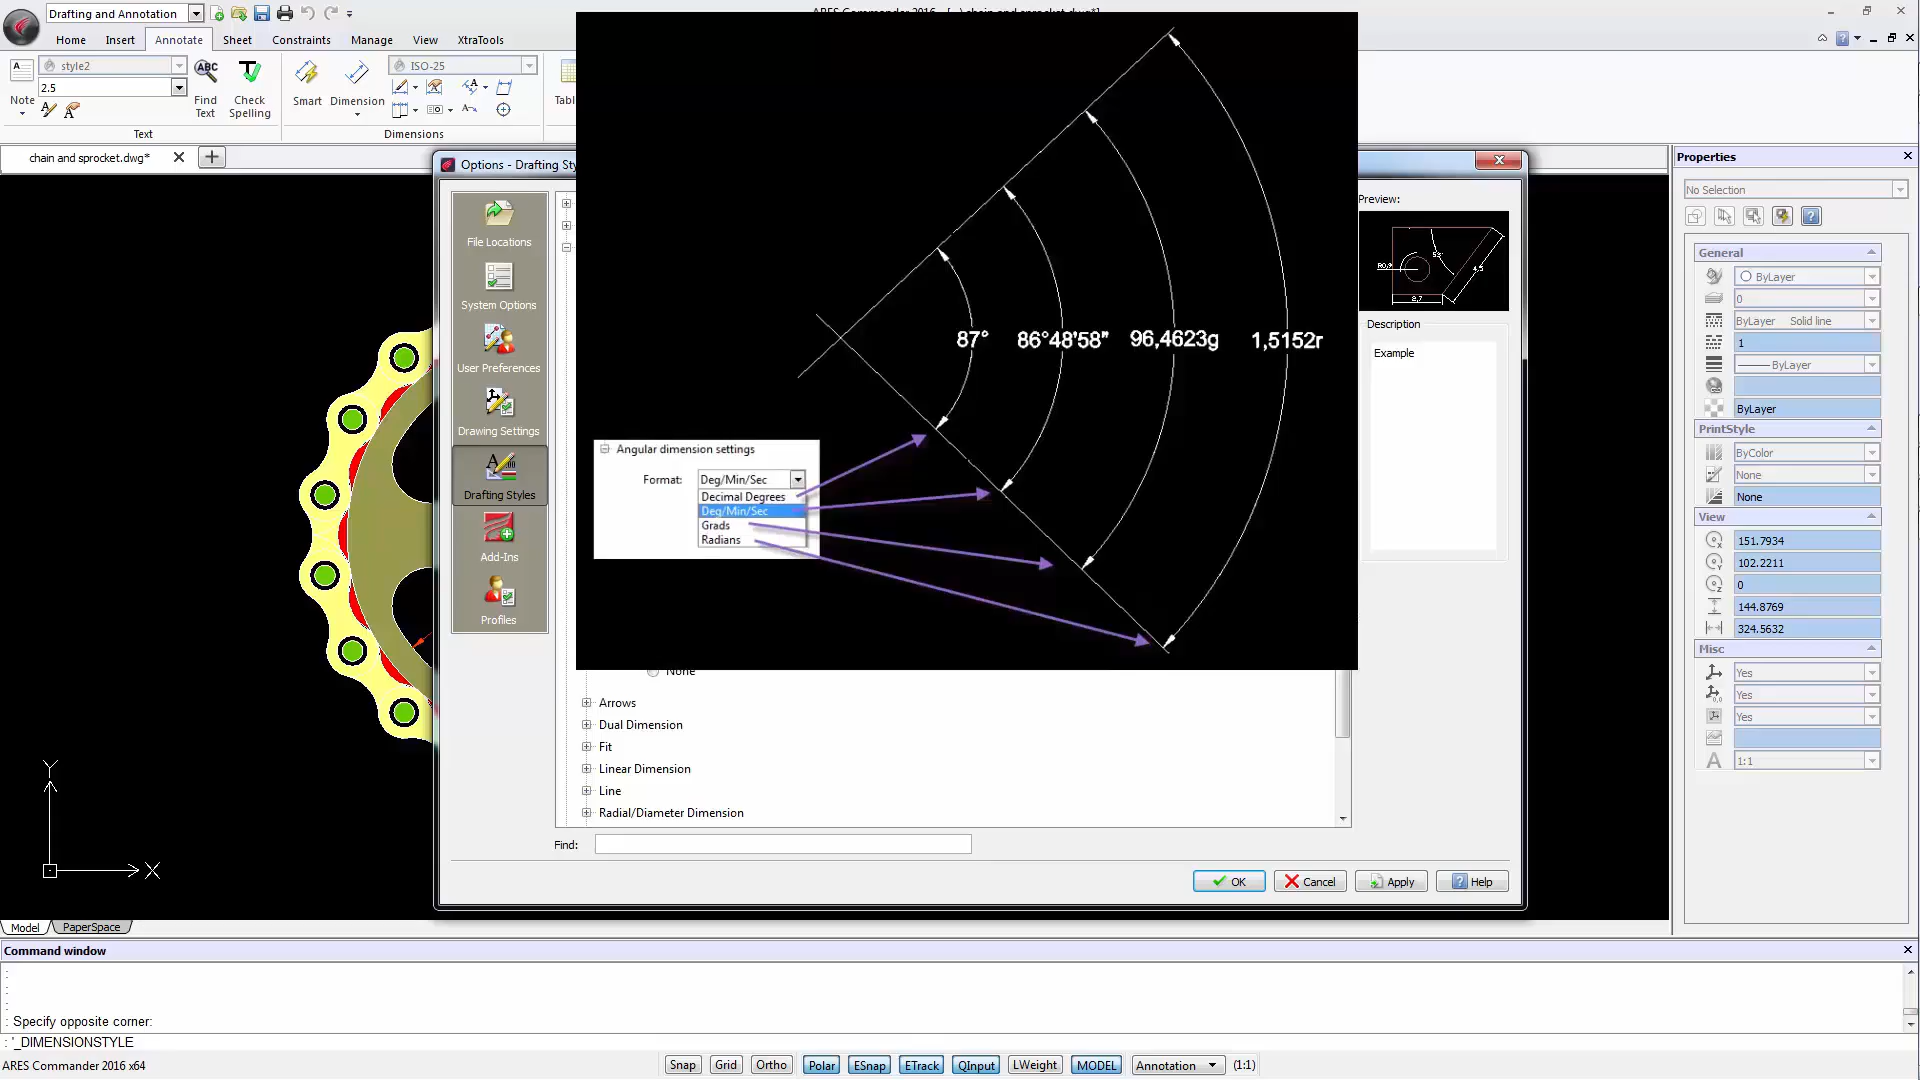 Drafting and Annotation
Home Insert Annotate Sheet Constraints Manage View XtraTools
style2
2.5
Note
ABC
Find Text
Check Spelling
Text
Smart
Dimension
ISO-25
Dimensions
chain and sprocket.dwg*
Options - Drafting
File Locations
System Options
User Preferences
Drawing Settings
Drafting Styles
Add-Ins
Profiles
87° 86°48'58" 96,4623g 1,5152r
Angular dimension settings
Format: Deg/Min/Sec
Decimal Degrees
Deg/Min/Sec
Grads
Radians
None
Arrows
Dual Dimension
Fit
Linear Dimension
Line
Radial/Diameter Dimension
Find:
OK Cancel Apply Help
Preview:
Description
Example
Properties
No Selection
General
ByLayer
0
ByLayer Solid line
1
ByLayer
ByLayer
PrintStyle
ByColor
None
None
View
151.7934
102.2211
0
144.8769
324.5632
Misc
Yes
Yes
Yes
1:1
Y
X
Model PaperSpace
Command window
:
:
:
: Specify opposite corner:
: '_DIMENSIONSTYLE
ARES Commander 2016 x64
Snap Grid Ortho Polar ESnap ETrack QInput LWeight MODEL Annotation (1:1)